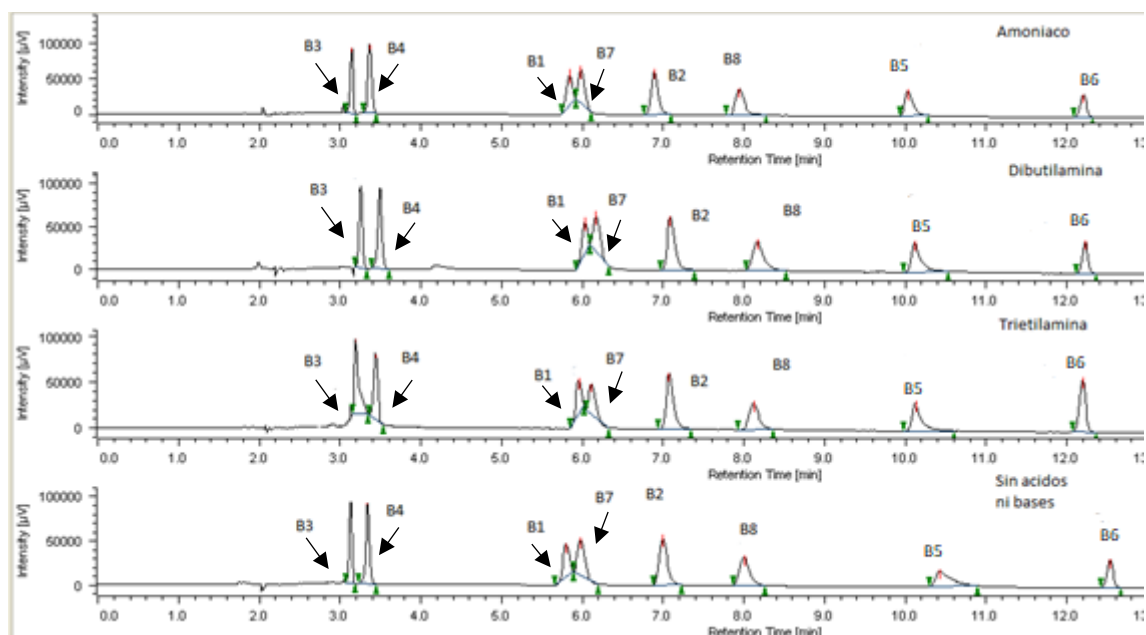 Amoniaco
100000
50000
0
Intensity [µV]
B3
B4
B1
B7
B2
B8
B5
B6
0.0 1.0 2.0 3.0 4.0 5.0 6.0 7.0 8.0 9.0 10.0 11.0 12.0 13
Retention Time [min]
Dibutilamina
100000
50000
0
Intensity [µV]
B3
B4
B1
B7
B2
B8
B5
B6
0.0 1.0 2.0 3.0 4.0 5.0 6.0 7.0 8.0 9.0 10.0 11.0 12.0 13
Retention Time [min]
Trietilamina
100000
50000
0
Intensity [µV]
B3
B4
B1
B7
B2
B8
B5
B6
0.0 1.0 2.0 3.0 4.0 5.0 6.0 7.0 8.0 9.0 10.0 11.0 12.0 13
Retention Time [min]
Sin acidos
ni bases
100000
50000
0
Intensity [µV]
B3
B4
B1
B7
B2
B8
B5
B6
0.0 1.0 2.0 3.0 4.0 5.0 6.0 7.0 8.0 9.0 10.0 11.0 12.0 13
Retention Time [min]